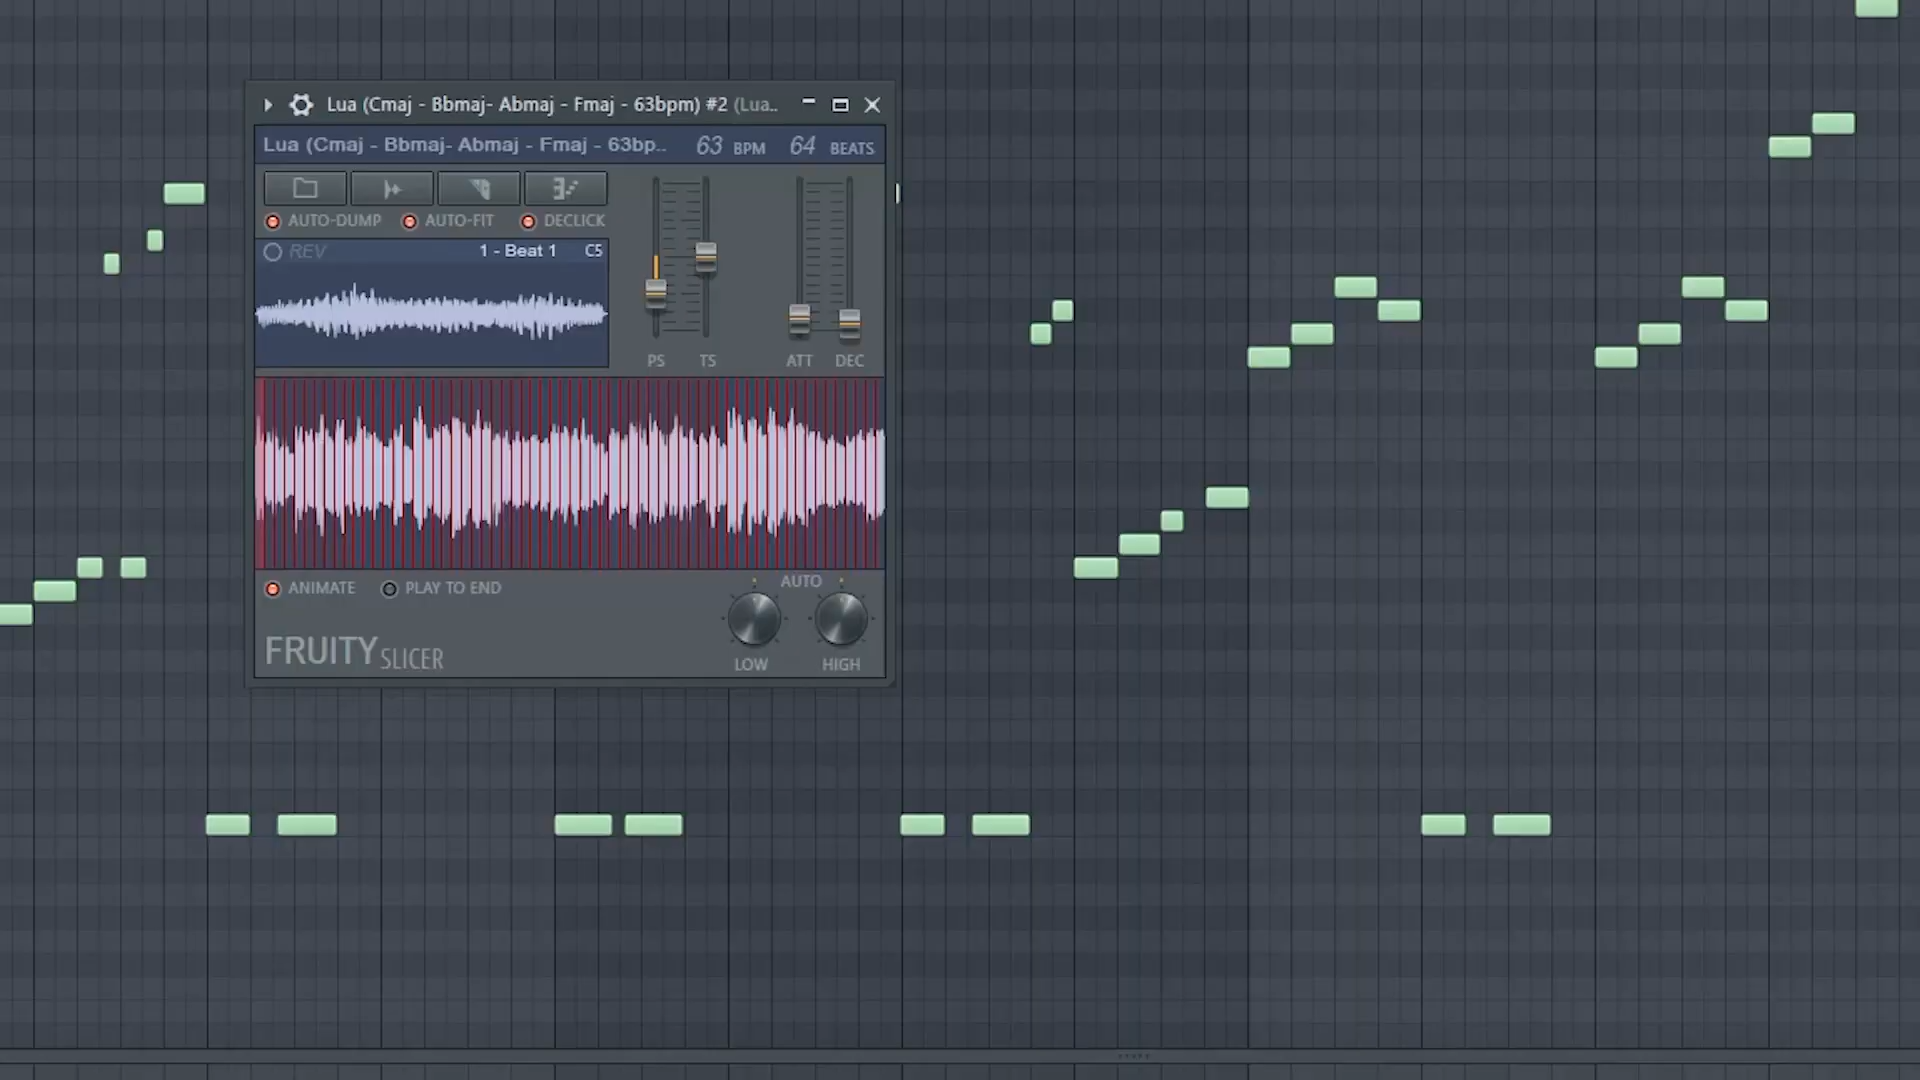 Lua (Cmaj - Bbmaj- Abmaj - Fmaj - 63bpm) #2 (Lua..
Lua (Cmaj - Bbmaj- Abmaj - Fmaj - 63bp.. 63 BPM 64 BEATS
AUTO-DUMP AUTO-FIT DECLICK
REV 1 - Beat 1 C5
PS TS ATT DEC
ANIMATE PLAY TO END AUTO
FRUITY SLICER LOW HIGH